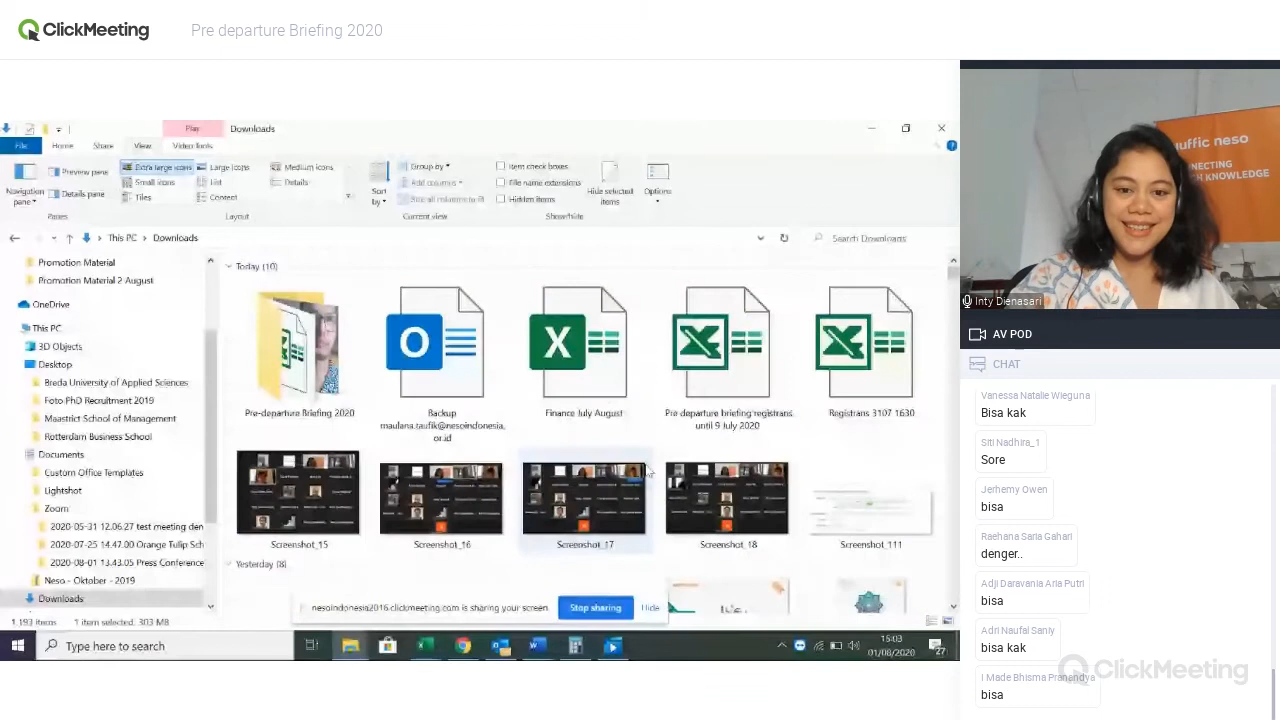 ClickMeeting
Pre departure Briefing 2020
Play
Downloads
File
Home
Share
View
Video Tools
Navigation
pane
Preview pane
Details pane
Panes
Extra large icons
Large icons
Medium icons
Small icons
List
Details
Tiles
Content
Layout
Sort
by
Group by
Add columns
Size all columns to fit
Current view
Item check boxes
File name extensions
Hidden items
Hide selected
items
Show/hide
Options
This PC
Downloads
Search Downloads
Promotion Material
Promotion Material 2 August
OneDrive
This PC
3D Objects
Desktop
Breda University of Applied Sciences
Foto PhD Recruitment 2019
Maastrict School of Management
Rotterdam Business School
Documents
Custom Office Templates
Lightshot
Zoom
2020-05-31 12.06.27 test meeting den
2020-07-25 14.47.00 Orange Tulip Sch
2020-08-01 13.43.05 Press Conference
Neso - Oktober - 2019
Downloads
Today (10)
Pre-departure Briefing 2020
Backup
maulana.taufik@nesoindonesia.
or.id
Finance July August
Pre departure briefing registrans
until 9 July 2020
Registrans 3107 1630
Screenshot_15
Screenshot_16
Screenshot_17
Screenshot_18
Screenshot_111
Yesterday (8)
nesoindonesia2016.clickmeeting.com is sharing your screen
Stop sharing
Hide
1.193 items
1 item selected. 303 MB
Type here to search
15:03
01/08/2020
27
uffic neso
NECTING
GH KNOWLEDGE
Inty Dienasari
AV POD
CHAT
Vanessa Natalie Wieguna
Bisa kak
Siti Nadhira_1
Sore
Jerhemy Owen
bisa
Raehana Saria Gahari
denger..
Adji Daravania Aria Putri
bisa
Adri Naufal Saniy
bisa kak
I Made Bhisma Pranandya
bisa
ClickMeeting